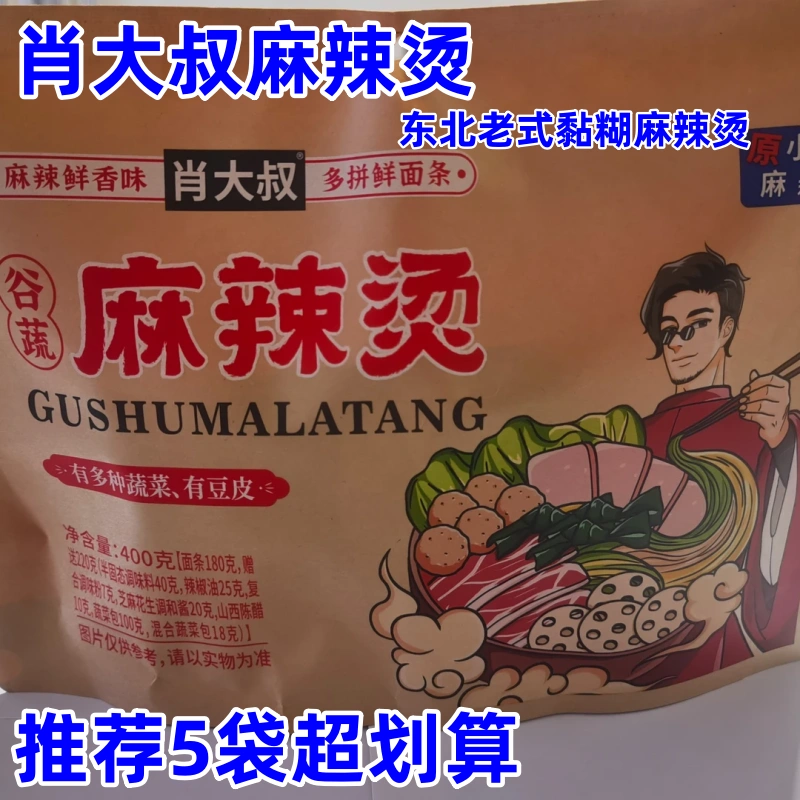 肖大叔麻辣烫
东北老式黏糊麻辣烫
麻辣鲜香味
肖大叔®
多拼鲜面条
原小
麻
谷蔬
麻辣烫
GUSHUMALATANG
有多种蔬菜、有豆皮
净含量:400克【面条180克,赠
送220克(半固态调味料40克,辣椒油25克,复
合调味粉7克,芝麻花生调和酱20克,山西陈醋
10克,蔬菜包100克,混合蔬菜包18克)】
图片仅供参考,请以实物为准
推荐5袋超划算